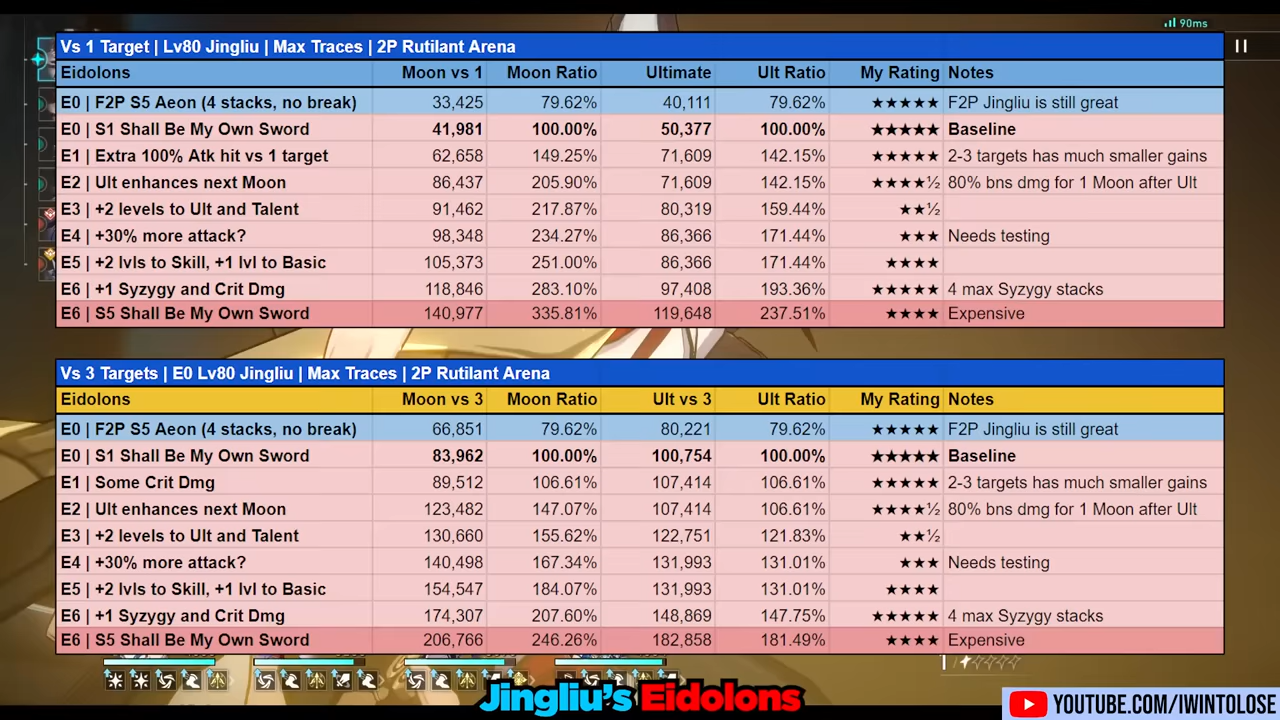 90ms
Vs 1 Target | Lv80 Jingliu | Max Traces | 2P Rutilant Arena
Eidolons Moon vs 1 Moon Ratio Ultimate Ult Ratio My Rating Notes
E0 | F2P S5 Aeon (4 stacks, no break) 33,425 79.62% 40,111 79.62% ★★★★★ F2P Jingliu is still great
E0 | S1 Shall Be My Own Sword 41,981 100.00% 50,377 100.00% ★★★★★ Baseline
E1 | Extra 100% Atk hit vs 1 target 62,658 149.25% 71,609 142.15% ★★★★★ 2-3 targets has much smaller gains
E2 | Ult enhances next Moon 86,437 205.90% 71,609 142.15% ★★★★½ 80% bns dmg for 1 Moon after Ult
E3 | +2 levels to Ult and Talent 91,462 217.87% 80,319 159.44% ★★½
E4 | +30% more attack? 98,348 234.27% 86,366 171.44% ★★★ Needs testing
E5 | +2 lvls to Skill, +1 lvl to Basic 105,373 251.00% 86,366 171.44% ★★★★
E6 | +1 Syzygy and Crit Dmg 118,846 283.10% 97,408 193.36% ★★★★★ 4 max Syzygy stacks
E6 | S5 Shall Be My Own Sword 140,977 335.81% 119,648 237.51% ★★★★ Expensive
Vs 3 Targets | E0 Lv80 Jingliu | Max Traces | 2P Rutilant Arena
Eidolons Moon vs 3 Moon Ratio Ult vs 3 Ult Ratio My Rating Notes
E0 | F2P S5 Aeon (4 stacks, no break) 66,851 79.62% 80,221 79.62% ★★★★★ F2P Jingliu is still great
E0 | S1 Shall Be My Own Sword 83,962 100.00% 100,754 100.00% ★★★★★ Baseline
E1 | Some Crit Dmg 89,512 106.61% 107,414 106.61% ★★★★★ 2-3 targets has much smaller gains
E2 | Ult enhances next Moon 123,482 147.07% 107,414 106.61% ★★★★½ 80% bns dmg for 1 Moon after Ult
E3 | +2 levels to Ult and Talent 130,660 155.62% 122,751 121.83% ★★½
E4 | +30% more attack? 140,498 167.34% 131,993 131.01% ★★★ Needs testing
E5 | +2 lvls to Skill, +1 lvl to Basic 154,547 184.07% 131,993 131.01% ★★★★
E6 | +1 Syzygy and Crit Dmg 174,307 207.60% 148,869 147.75% ★★★★★ 4 max Syzygy stacks
E6 | S5 Shall Be My Own Sword 206,766 246.26% 182,858 181.49% ★★★★ Expensive
Jingliu's Eidolons
YOUTUBE.COM/IWINTOLOSE